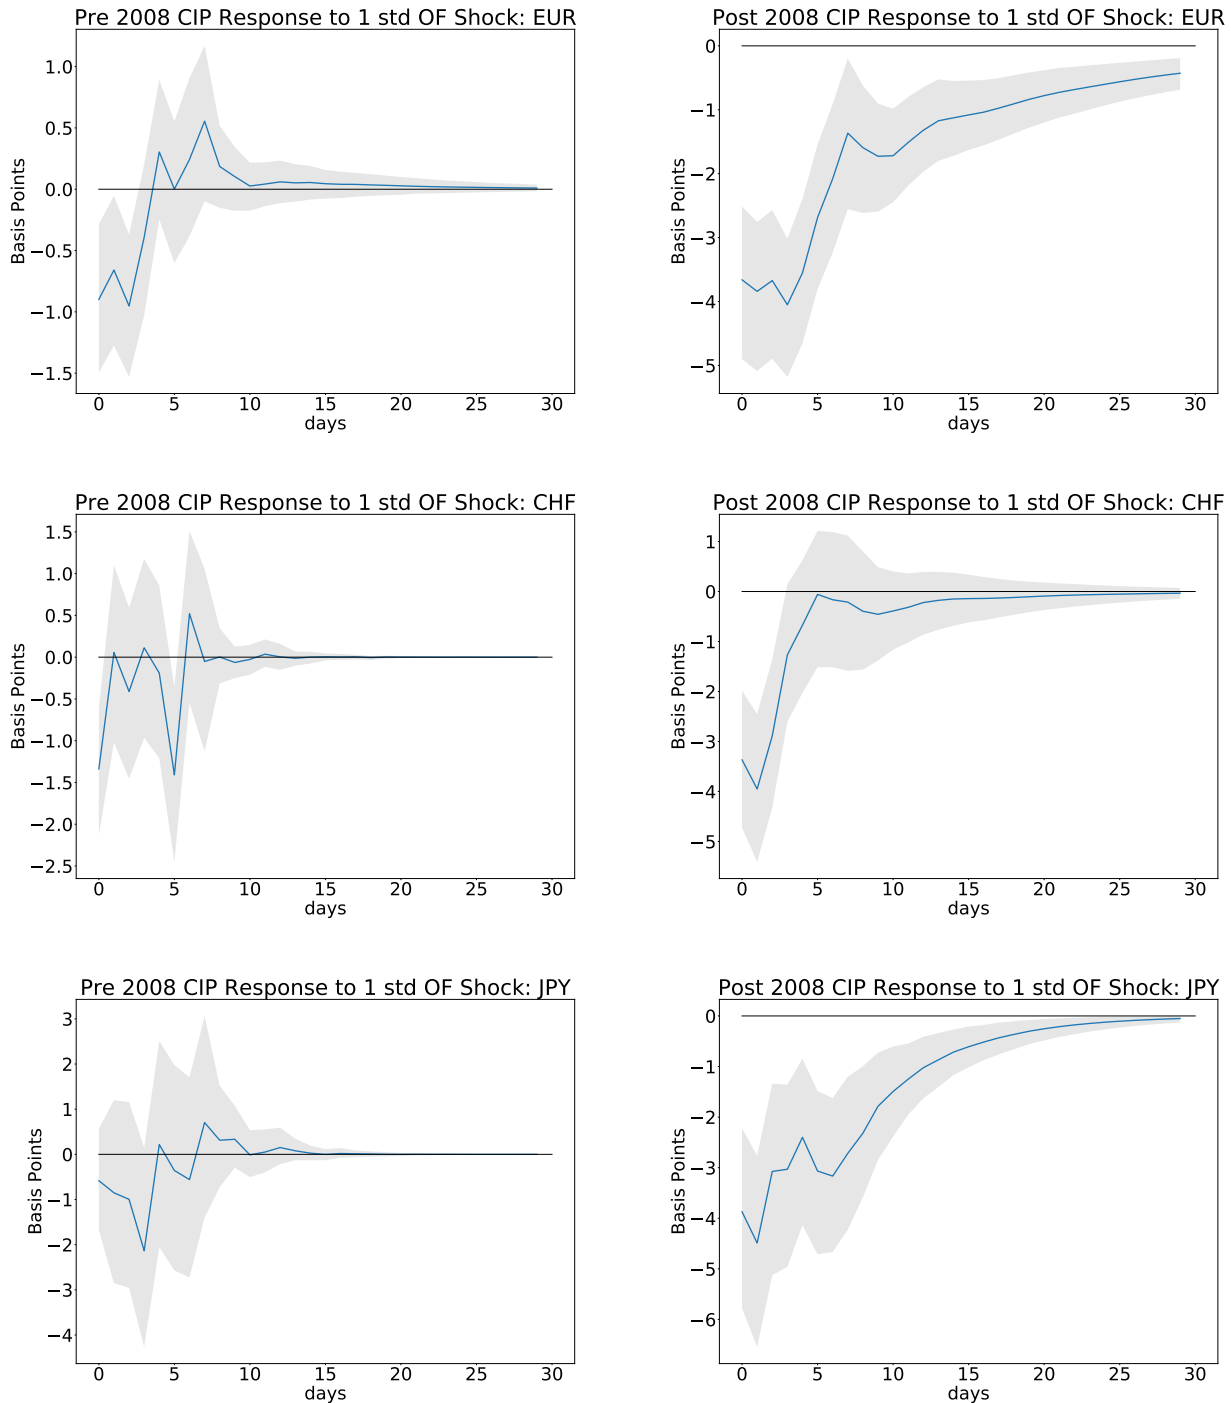 Pre 2008 CIP Response to 1 std OF Shock: EUR
1.0
0.5
0.0
−0.5
−1.0
−1.5
Basis Points
0 5 10 15 20 25 30
days
Post 2008 CIP Response to 1 std OF Shock: EUR
0
−1
−2
−3
−4
−5
Basis Points
0 5 10 15 20 25 30
days
Pre 2008 CIP Response to 1 std OF Shock: CHF
1.5
1.0
0.5
0.0
−0.5
−1.0
−1.5
−2.0
−2.5
Basis Points
0 5 10 15 20 25 30
days
Post 2008 CIP Response to 1 std OF Shock: CHF
1
0
−1
−2
−3
−4
−5
Basis Points
0 5 10 15 20 25 30
days
Pre 2008 CIP Response to 1 std OF Shock: JPY
3
2
1
0
−1
−2
−3
−4
Basis Points
0 5 10 15 20 25 30
days
Post 2008 CIP Response to 1 std OF Shock: JPY
0
−1
−2
−3
−4
−5
−6
Basis Points
0 5 10 15 20 25 30
days